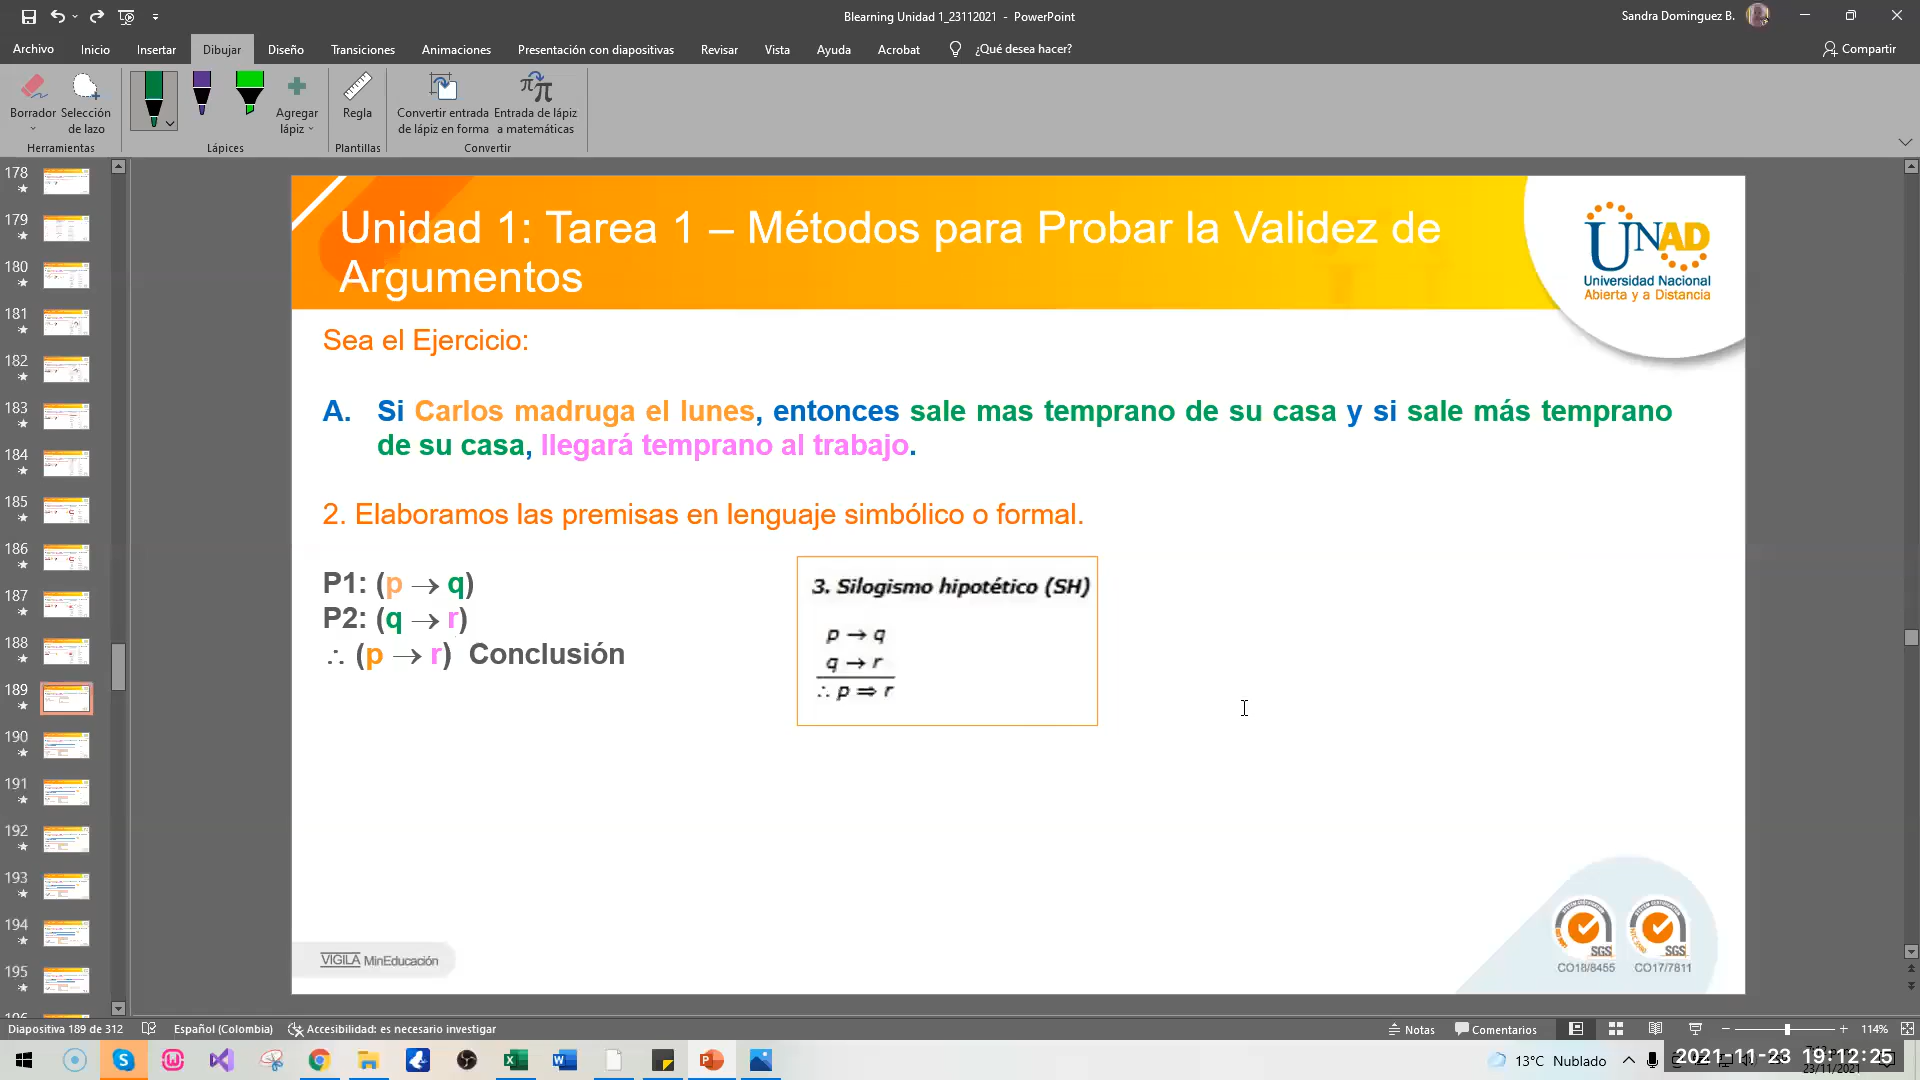 Blearning Unidad 1_23112021 - PowerPoint
Sandra Dominguez B.
Archivo Inicio Insertar Dibujar Diseño Transiciones Animaciones Presentación con diapositivas Revisar Vista Ayuda Acrobat ¿Qué desea hacer? Compartir
Borrador
Selección de lazo
Agregar lápiz
Regla
Convertir entrada de lápiz en forma
Entrada de lápiz a matemáticas
Herramientas Lápices Plantillas Convertir
178
179
180
181
182
183
184
185
186
187
188
189
190
191
192
193
194
195
Unidad 1: Tarea 1 – Métodos para Probar la Validez de
Argumentos
UNAD
Universidad Nacional
Abierta y a Distancia
Sea el Ejercicio:
A. Si Carlos madruga el lunes, entonces sale mas temprano de su casa y si sale más temprano
de su casa, llegará temprano al trabajo.
2. Elaboramos las premisas en lenguaje simbólico o formal.
P1: (p → q)
P2: (q → r)
∴ (p → r) Conclusión
3. Silogismo hipotético (SH)
p → q
q → r
∴ p ⇒ r
VIGILA MinEducación
SGS SGS
CO18/8455 CO17/7811
Diapositiva 189 de 312 Español (Colombia) Accesibilidad: es necesario investigar Notas Comentarios 114%
13°C Nublado
2021-11-23 19:12:25
23/11/2021